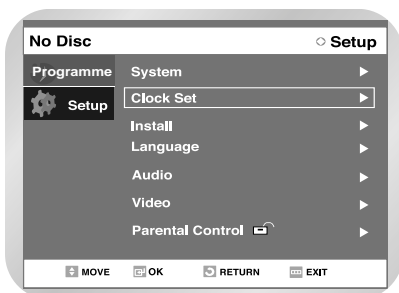 No Disc Setup
Programme
Setup
System
Clock Set
Install
Language
Audio
Video
Parental Control
MOVE OK RETURN EXIT